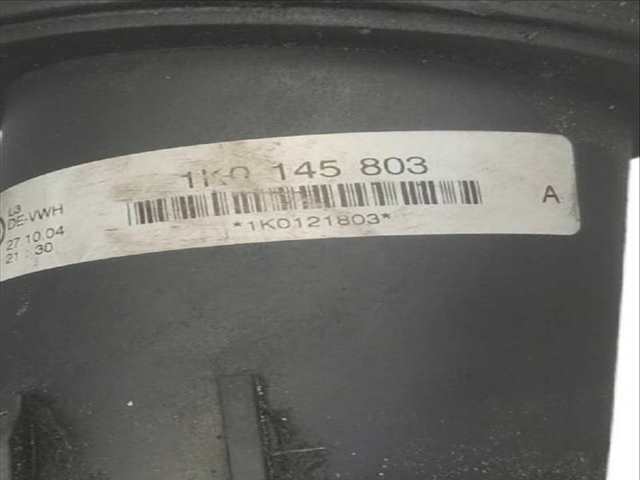 1K0 145 803
L3
DE-VWH
27.10.04
21:30
*1K0121803*
A